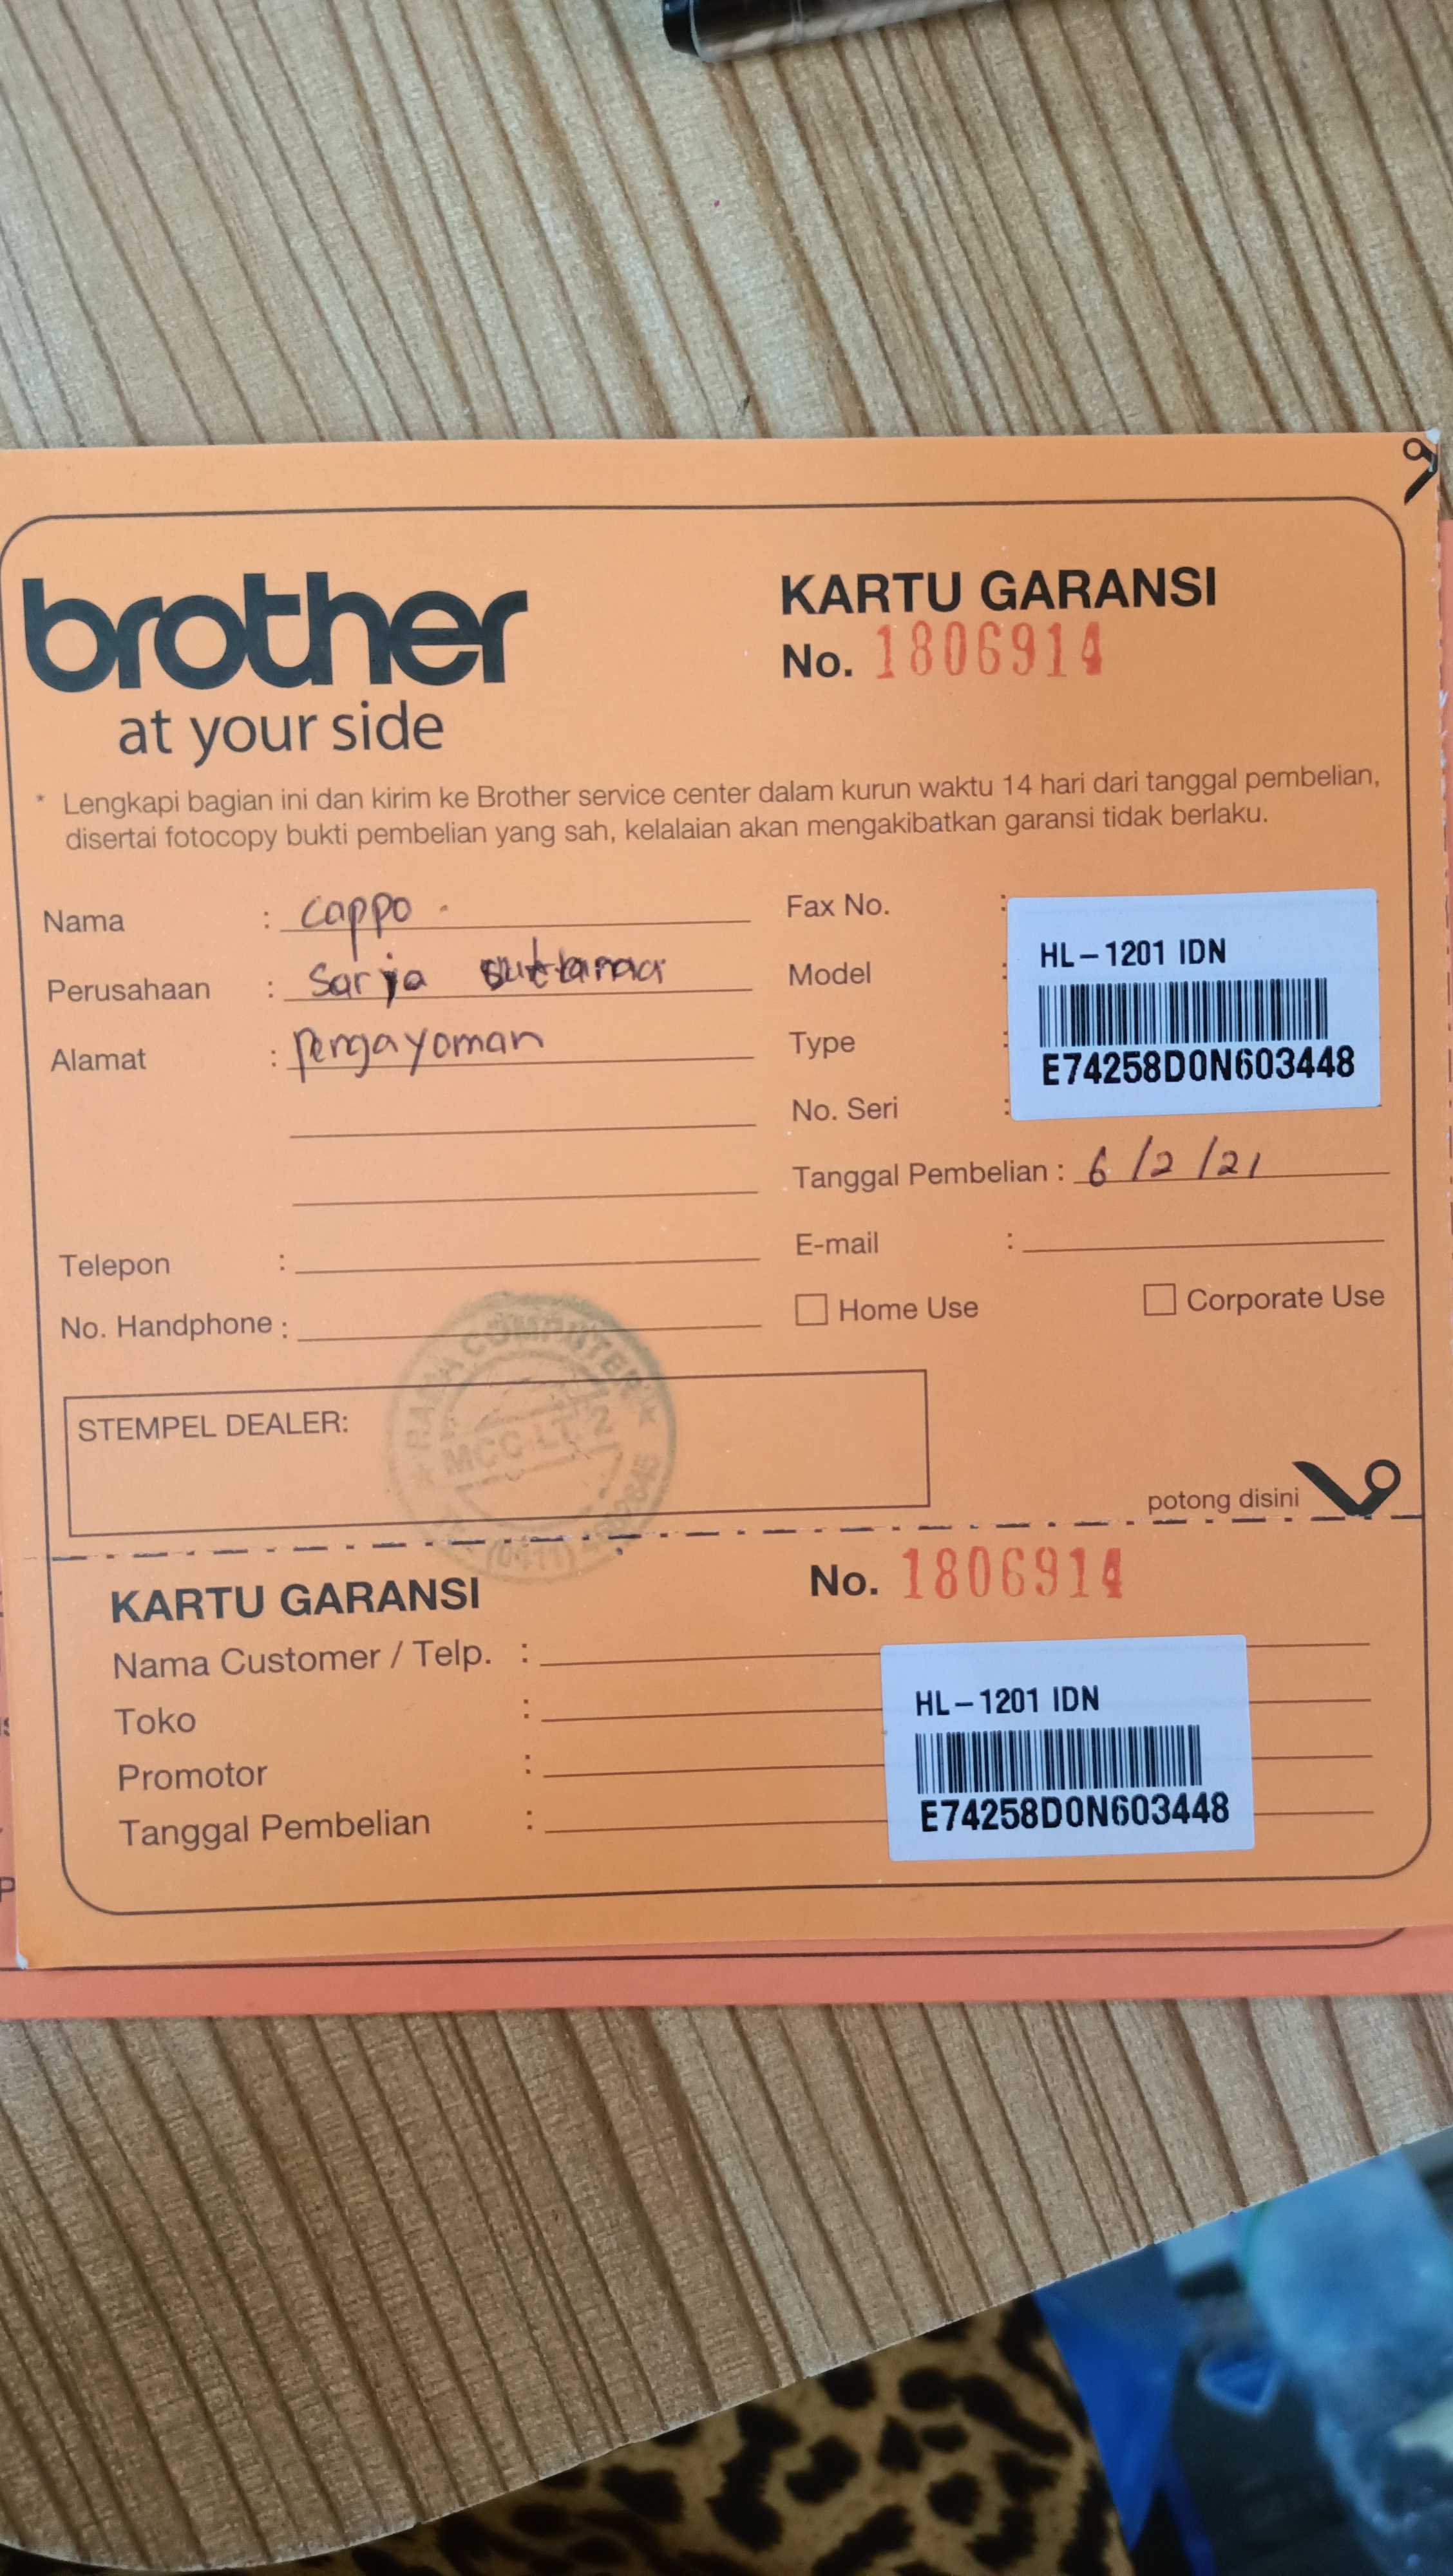 brother
at your side
KARTU GARANSI
No. 1806914
* Lengkapi bagian ini dan kirim ke Brother service center dalam kurun waktu 14 hari dari tanggal pembelian,
disertai fotocopy bukti pembelian yang sah, kelalaian akan mengakibatkan garansi tidak berlaku.
Nama : Cappo
Perusahaan : Sarja
Alamat : Pengayoman
Telepon :
No. Handphone :
Fax No. :
Model :
Type :
No. Seri :
HL-1201 IDN
E74258D0N603448
Tanggal Pembelian : 6/2/21
E-mail :
Home Use
Corporate Use
STEMPEL DEALER:
RAMA COMPUTER
MCC LT 2
(0411)
potong disini
KARTU GARANSI
No. 1806914
Nama Customer / Telp. :
Toko :
Promotor :
Tanggal Pembelian :
HL-1201 IDN
E74258D0N603448